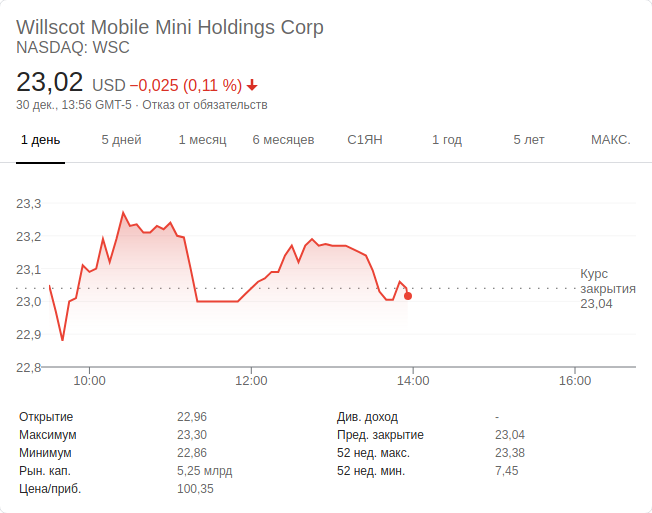 Willscot Mobile Mini Holdings Corp
NASDAQ: WSC
23,02 USD −0,025 (0,11 %)
30 дек., 13:56 GMT-5 · Отказ от обязательств
1 день 5 дней 1 месяц 6 месяцев С1ЯН 1 год 5 лет МАКС.
23,3
23,2
23,1
23,0
22,9
22,8
Курс
закрытия
23,04
10:00 12:00 14:00 16:00
Открытие 22,96 Див. доход -
Максимум 23,30 Пред. закрытие 23,04
Минимум 22,86 52 нед. макс. 23,38
Рын. кап. 5,25 млрд 52 нед. мин. 7,45
Цена/приб. 100,35